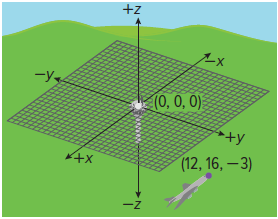 +z
−x
−y
(0, 0, 0)
+y
+x
(12, 16, −3)
−z